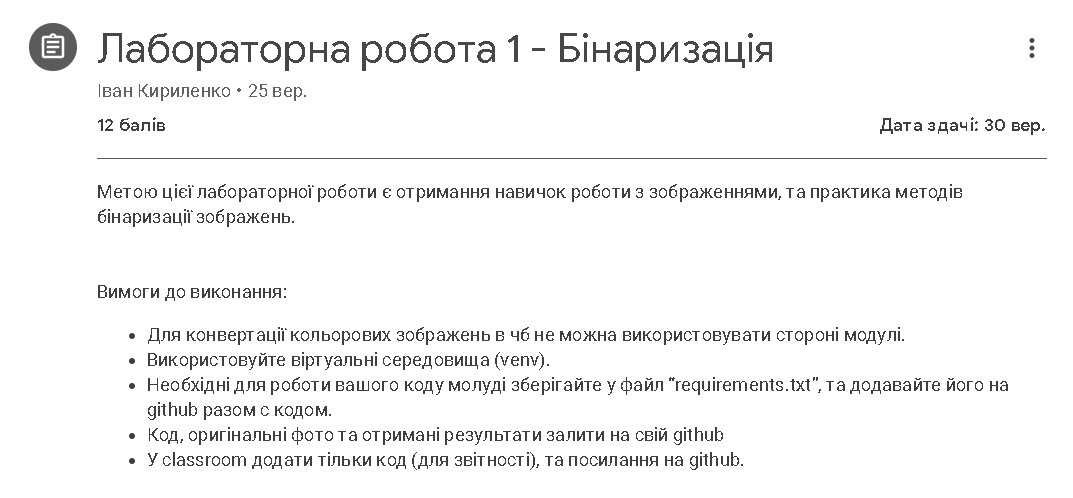 Лабораторна робота 1 - Бінаризація
Іван Кириленко • 25 вер.
12 балів
Дата здачі: 30 вер.
Метою цієї лабораторної роботи є отримання навичок роботи з зображеннями, та практика методів
бінаризації зображень.
Вимоги до виконання:
• Для конвертації кольорових зображень в чб не можна використовувати стороні модулі.
• Використовуйте віртуальні середовища (venv).
• Необхідні для роботи вашого коду молуді зберігайте у файл “requirements.txt”, та додавайте його на
github разом с кодом.
• Код, оригінальні фото та отримані результати залити на свій github
• У classroom додати тільки код (для звітності), та посилання на github.